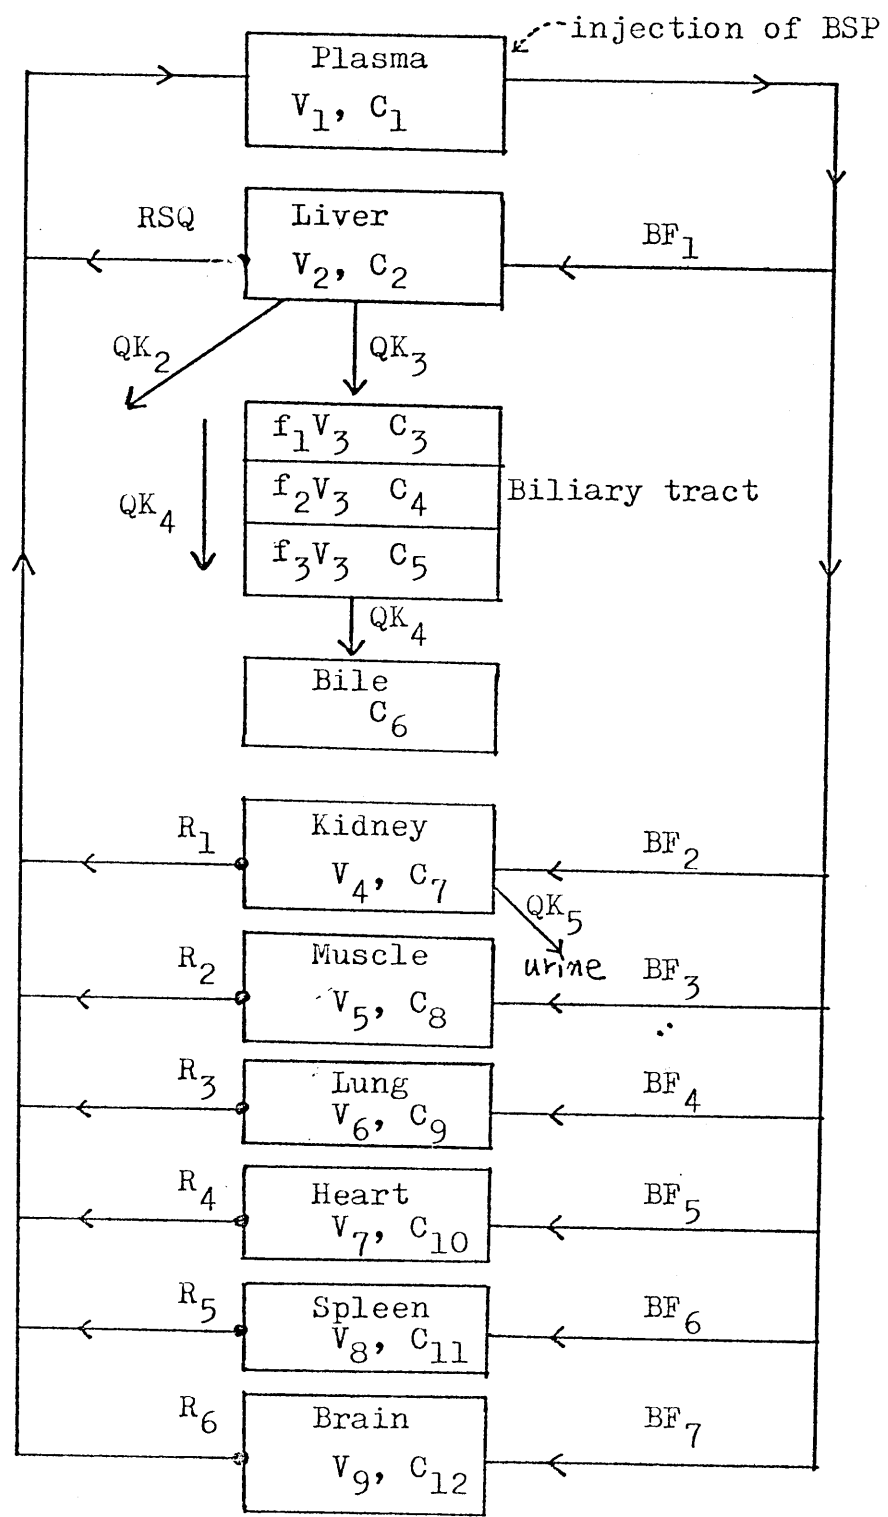 injection of BSP
Plasma
V1, C1
RSQ
Liver
V2, C2
BF1
QK2
QK3
f1V3 C3
f2V3 C4
f3V3 C5
Biliary tract
QK4
QK4
Bile
C6
R1
Kidney
V4, C7
BF2
QK5
urine
R2
Muscle
V5, C8
BF3
R3
Lung
V6, C9
BF4
R4
Heart
V7, C10
BF5
R5
Spleen
V8, C11
BF6
R6
Brain
V9, C12
BF7